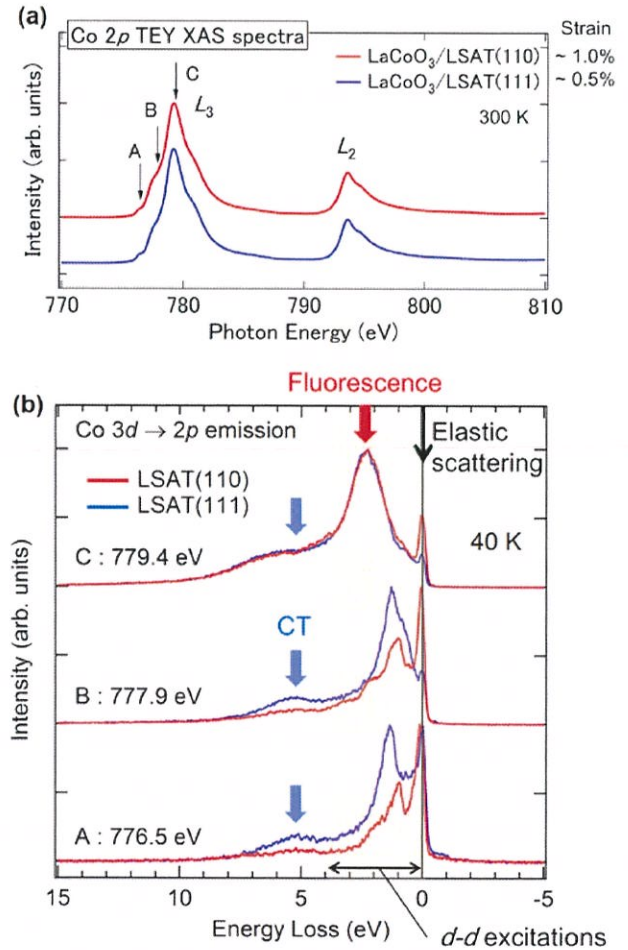 (a)
Co 2p TEY XAS spectra
Strain
LaCoO₃/LSAT(110) ~ 1.0%
LaCoO₃/LSAT(111) ~ 0.5%
300 K
A
B
C
L₃
L₂
Intensity (arb. units)
770 780 790 800 810
Photon Energy (eV)
(b)
Fluorescence
Co 3d → 2p emission
Elastic
scattering
LSAT(110)
LSAT(111)
40 K
C : 779.4 eV
CT
B : 777.9 eV
A : 776.5 eV
Intensity (arb. units)
15 10 5 0 -5
Energy Loss (eV)
d-d excitations